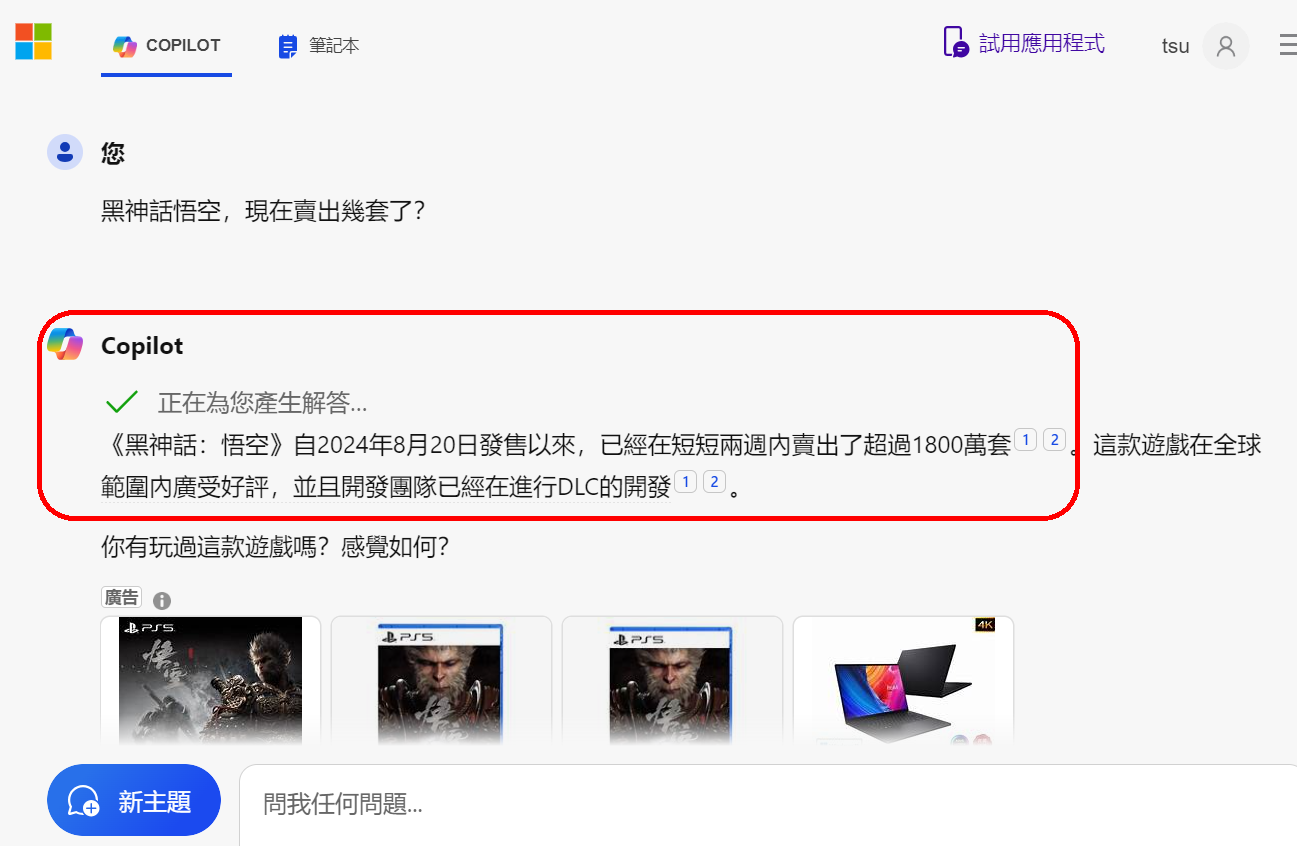 COPILOT 筆記本 試用應用程式 tsu
您
黑神話悟空，現在賣出幾套了？
Copilot
正在為您產生解答...
《黑神話：悟空》自2024年8月20日發售以來，已經在短短兩週內賣出了超過1800萬套 1 2 。這款遊戲在全球
範圍內廣受好評，並且開發團隊已經在進行DLC的開發 1 2 。
你有玩過這款遊戲嗎？感覺如何？
廣告
PS5 PS5 PS5 4K
悟空 悟空 悟空
新主題 問我任何問題...